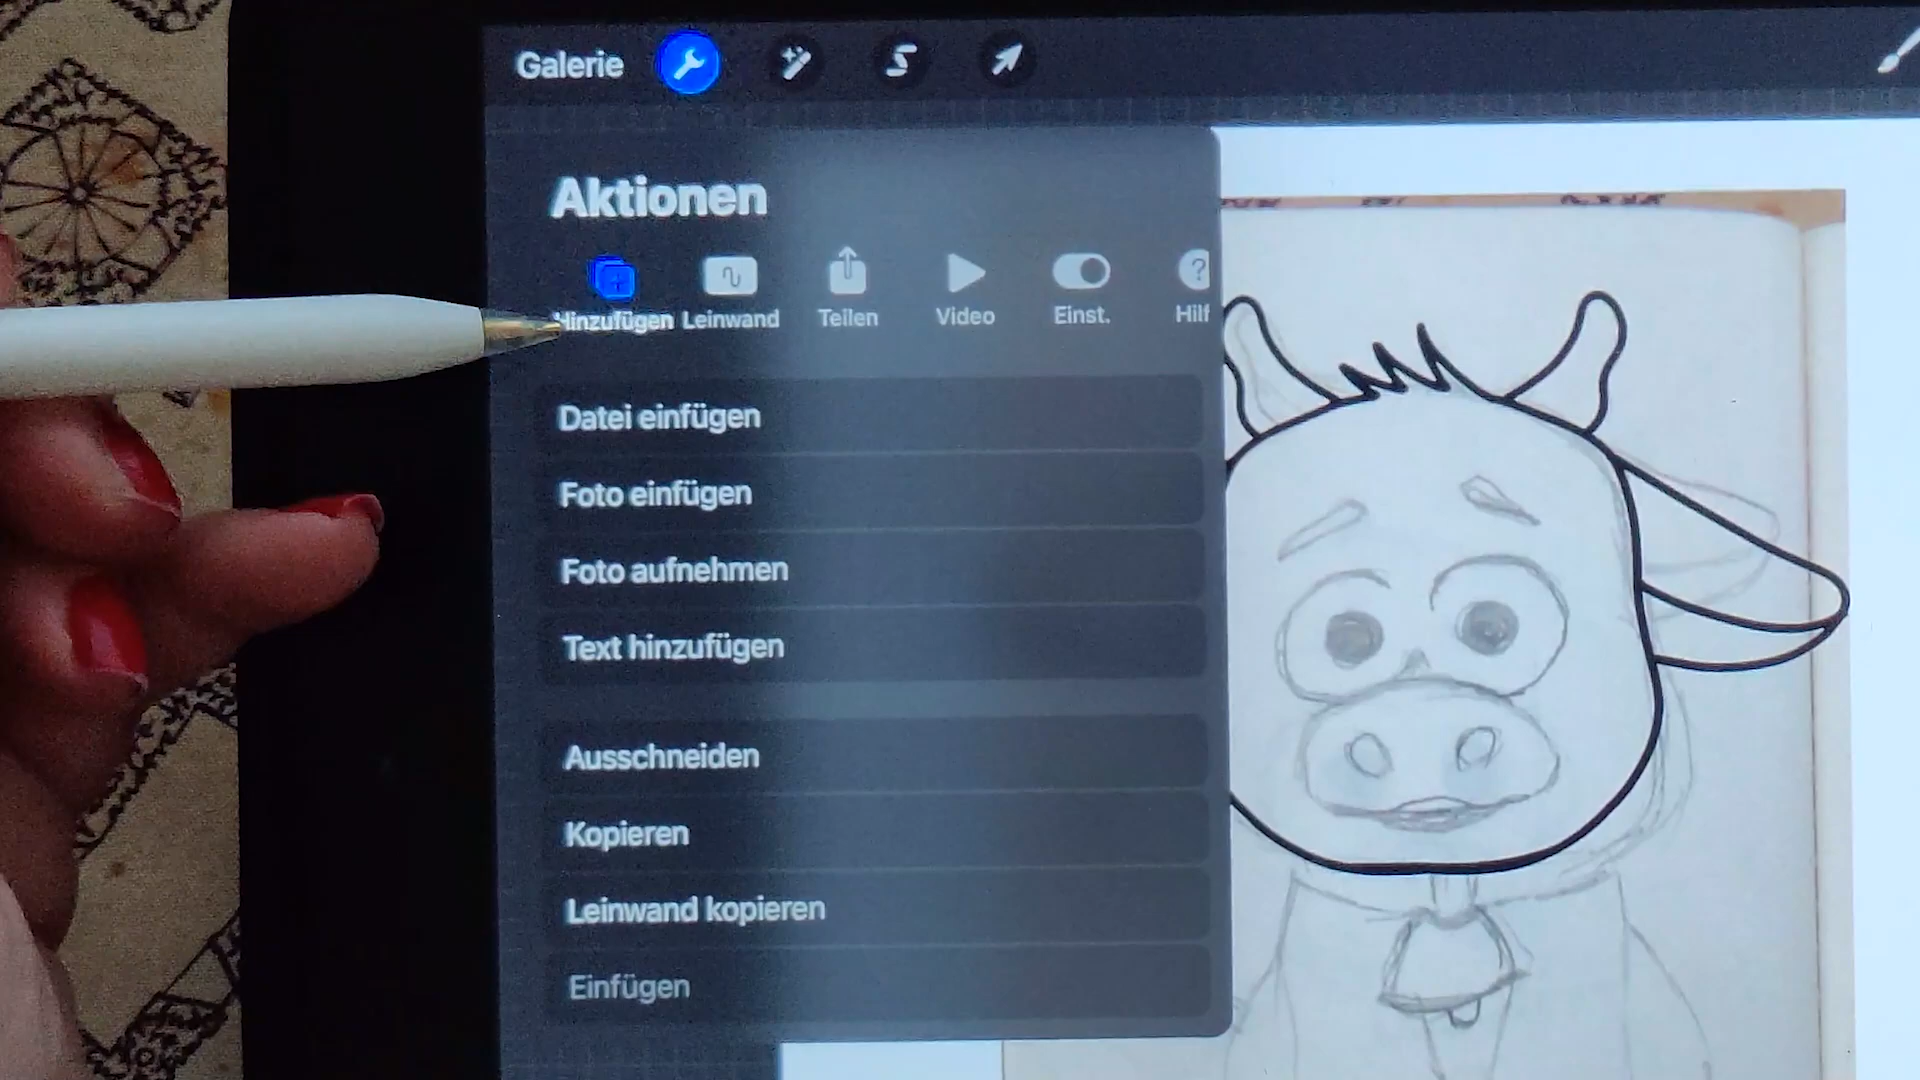 Galerie
Aktionen
Hinzufügen Leinwand Teilen Video Einst. Hilf
Datei einfügen
Foto einfügen
Foto aufnehmen
Text hinzufügen
Ausschneiden
Kopieren
Leinwand kopieren
Einfügen